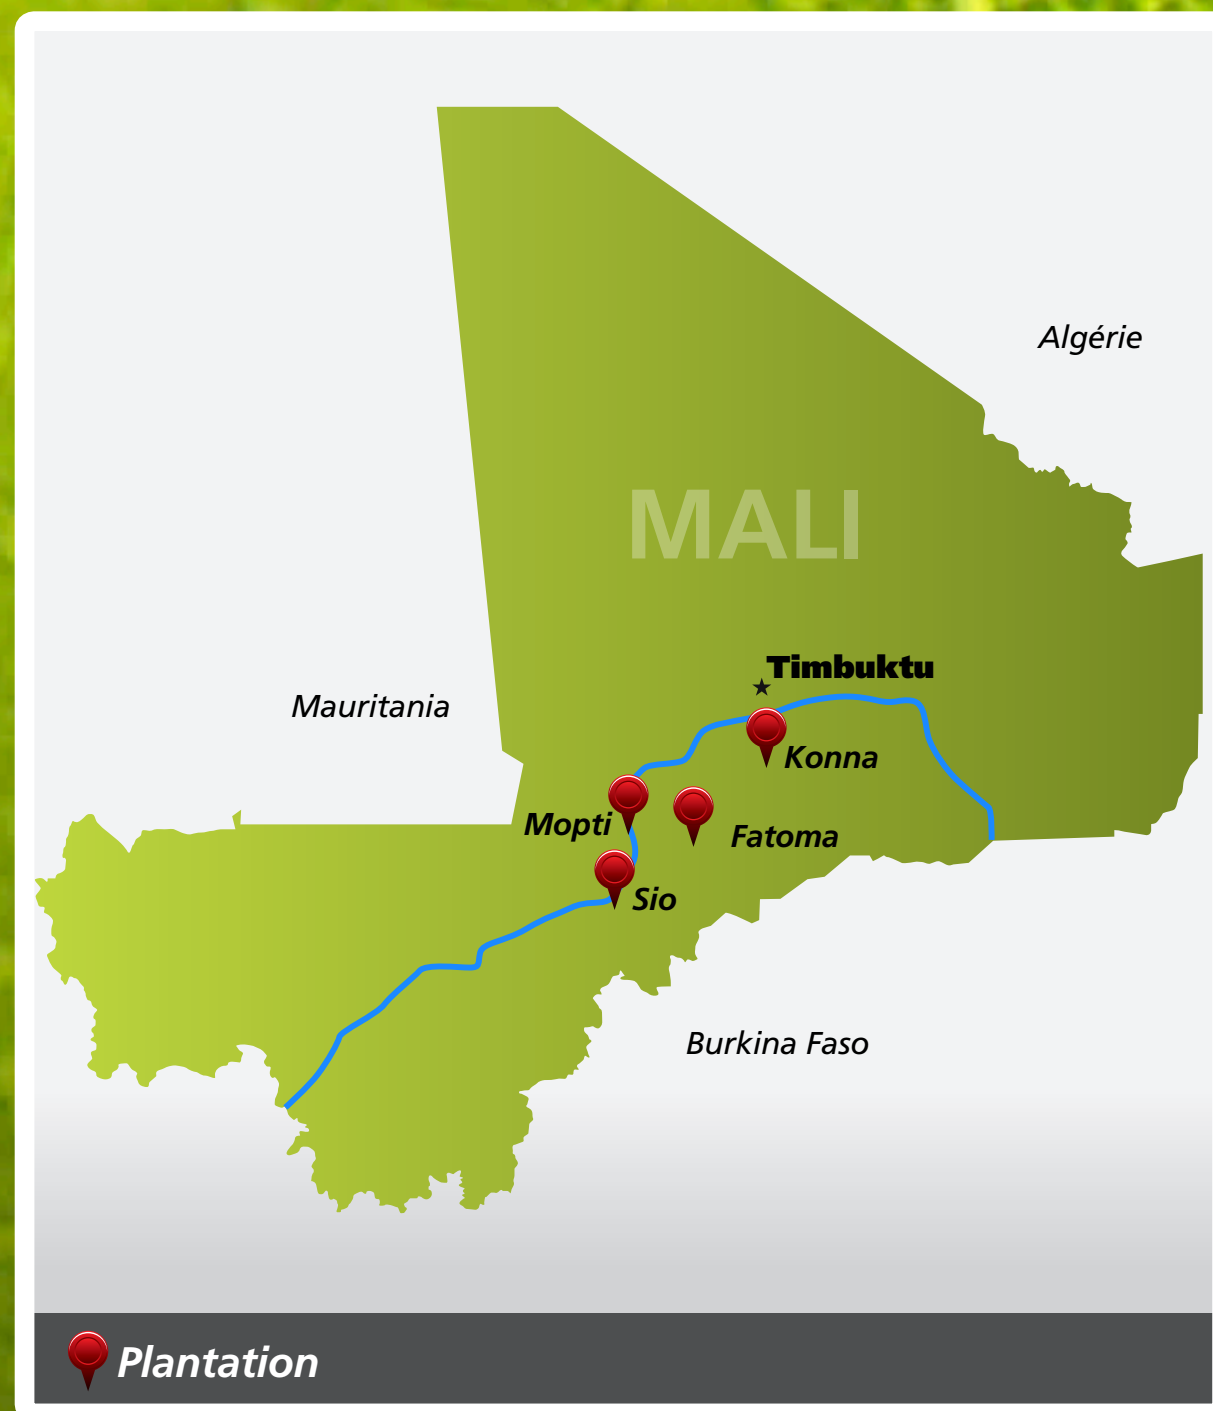 Algérie
MALI
Timbuktu
Mauritania
Konna
Mopti
Fatoma
Sio
Burkina Faso
Plantation